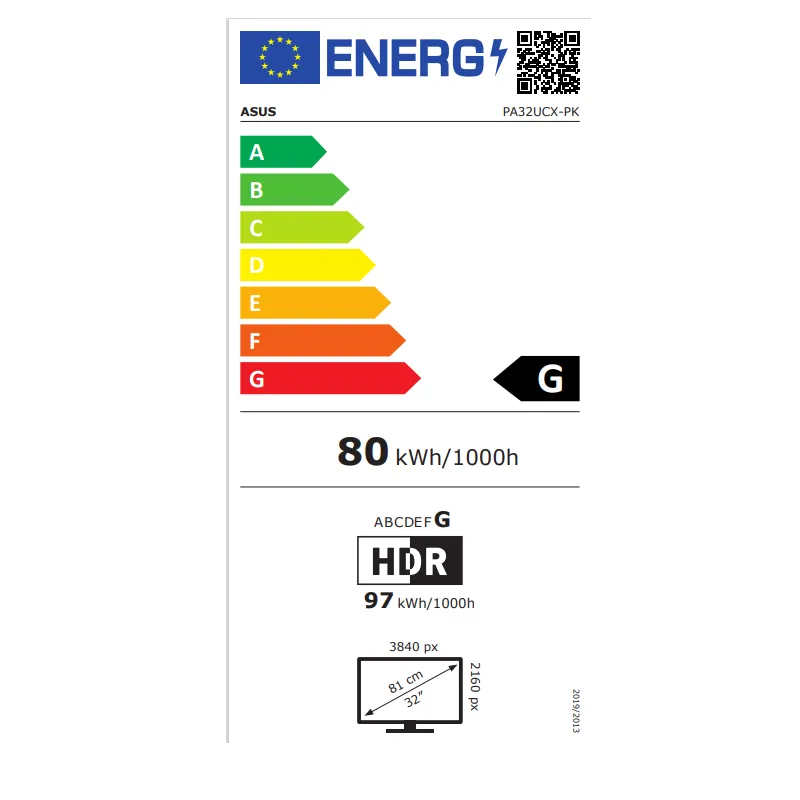 ENERG
ASUS PA32UCX-PK
A
B
C
D
E
F
G
G
80 kWh/1000h
ABCDEFG
HDR
97 kWh/1000h
3840 px
81 cm
32″
2160 px
2019/2013